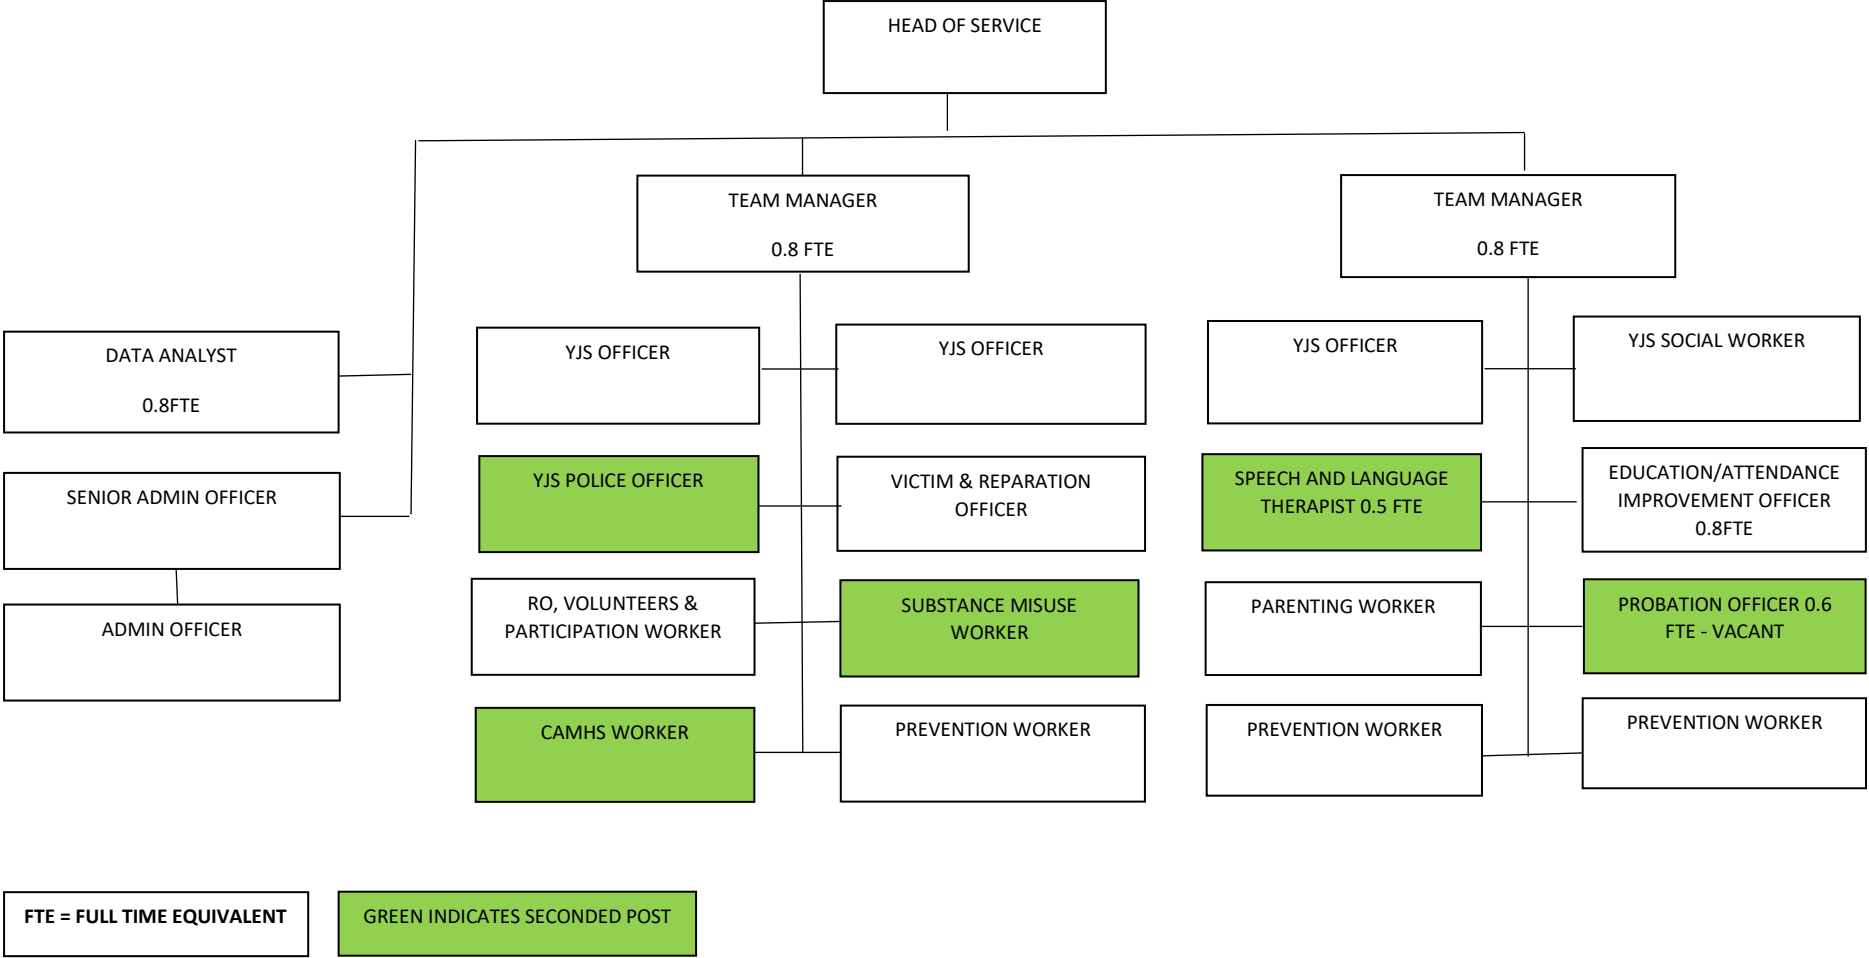 HEAD OF SERVICE
TEAM MANAGER
0.8 FTE
TEAM MANAGER
0.8 FTE
DATA ANALYST
0.8FTE
SENIOR ADMIN OFFICER
ADMIN OFFICER
YJS OFFICER
YJS OFFICER
YJS POLICE OFFICER
VICTIM & REPARATION
OFFICER
RO, VOLUNTEERS &
PARTICIPATION WORKER
SUBSTANCE MISUSE
WORKER
CAMHS WORKER
PREVENTION WORKER
YJS OFFICER
YJS SOCIAL WORKER
SPEECH AND LANGUAGE
THERAPIST 0.5 FTE
EDUCATION/ATTENDANCE
IMPROVEMENT OFFICER
0.8FTE
PARENTING WORKER
PROBATION OFFICER 0.6
FTE - VACANT
PREVENTION WORKER
PREVENTION WORKER
FTE = FULL TIME EQUIVALENT
GREEN INDICATES SECONDED POST